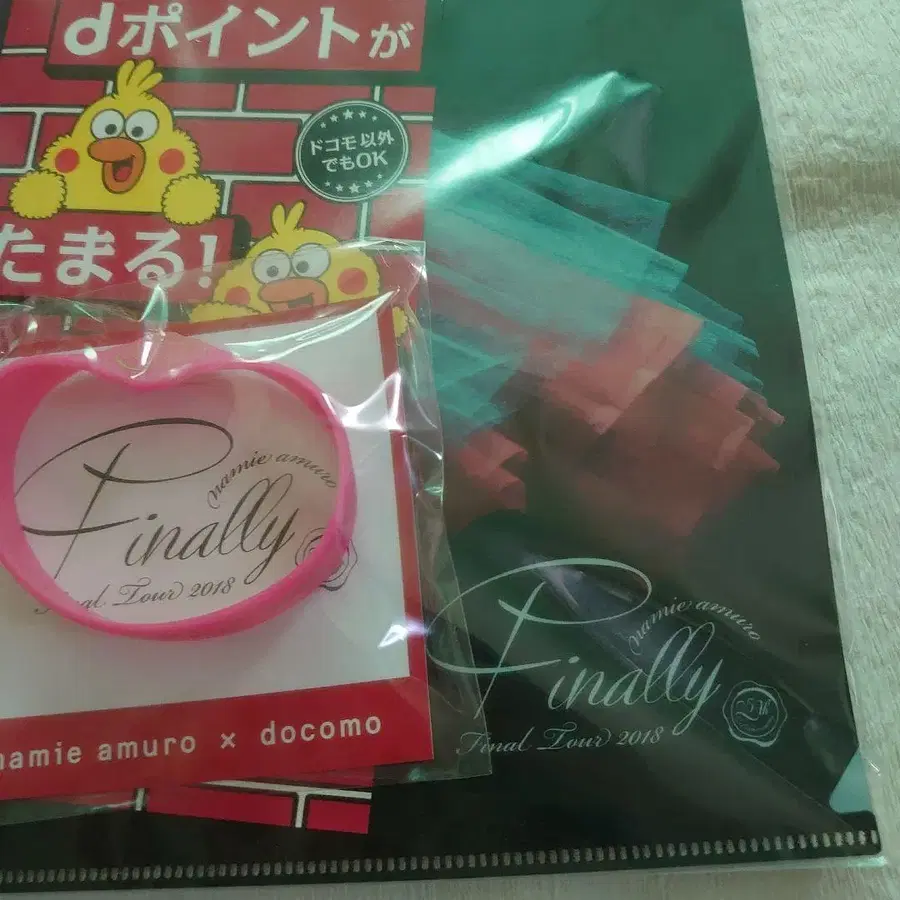 dポイントが
ドコモ以外
でもOK
たまる!
namie amuro
Finally
Final Tour 2018
namie amuro × docomo
namie amuro
Finally
Final Tour 2018